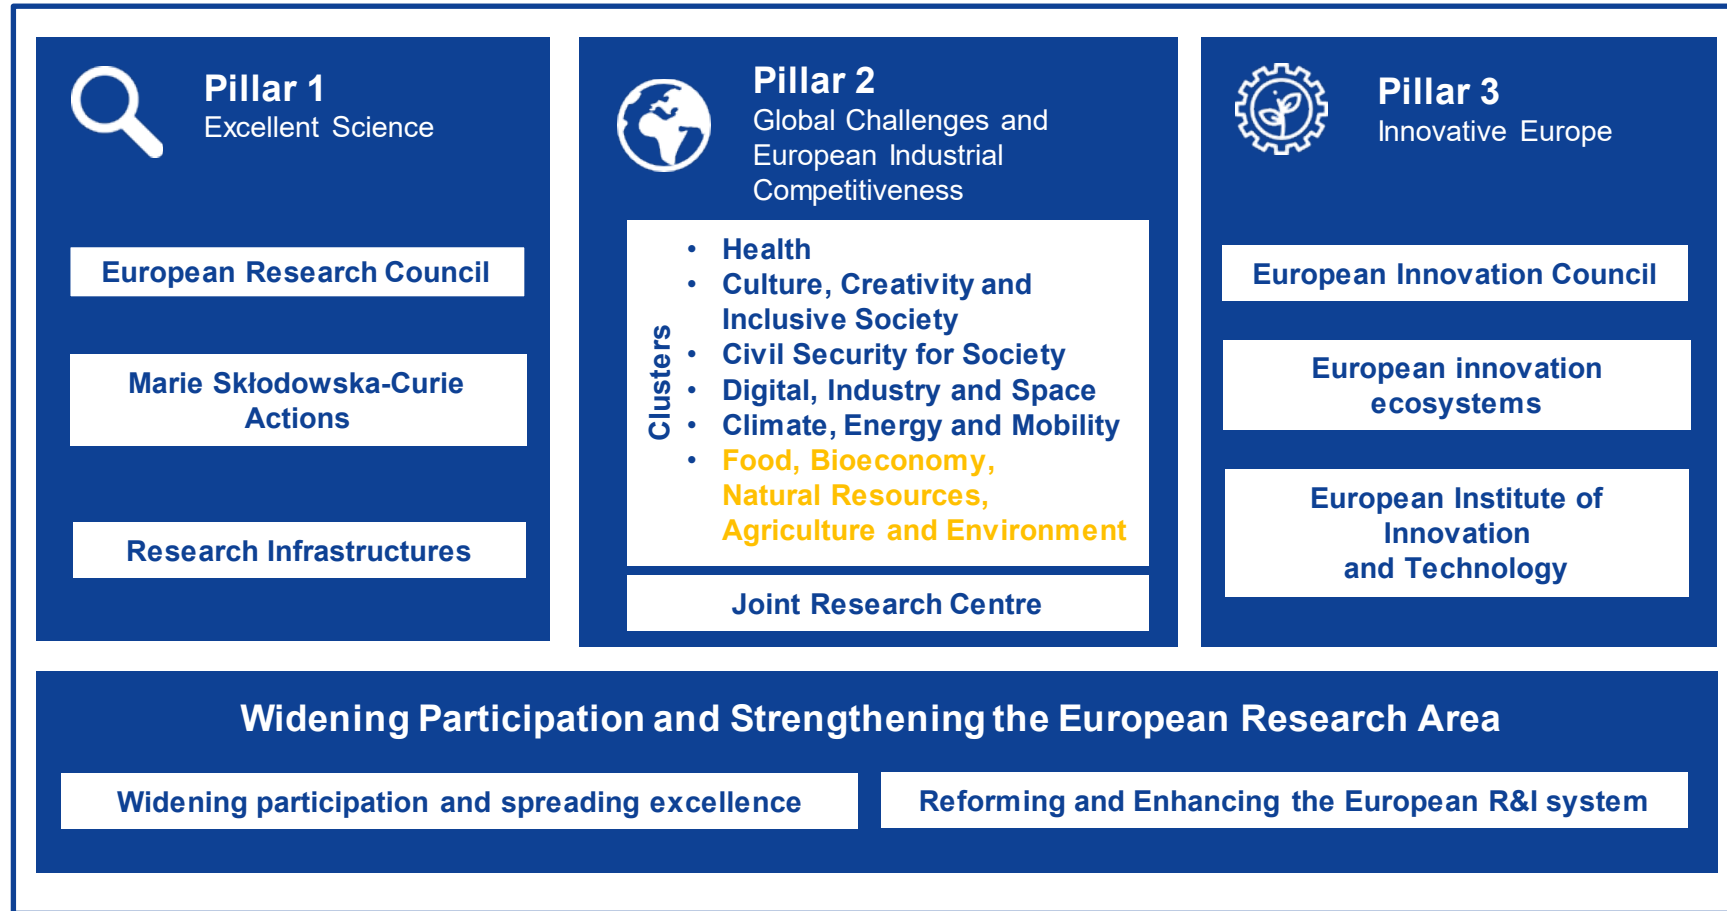 Pillar 1
Excellent Science
European Research Council
Marie Skłodowska-Curie
Actions
Research Infrastructures
Pillar 2
Global Challenges and
European Industrial
Competitiveness
Clusters
• Health
• Culture, Creativity and
Inclusive Society
• Civil Security for Society
• Digital, Industry and Space
• Climate, Energy and Mobility
• Food, Bioeconomy,
Natural Resources,
Agriculture and Environment
Joint Research Centre
Pillar 3
Innovative Europe
European Innovation Council
European innovation
ecosystems
European Institute of
Innovation
and Technology
Widening Participation and Strengthening the European Research Area
Widening participation and spreading excellence
Reforming and Enhancing the European R&I system